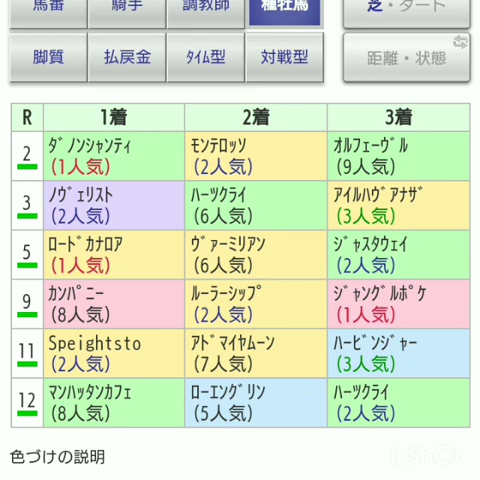 馬番 騎手 調教師 種牡馬 芝・ダート
脚質 払戻金 ﾀｲﾑ型 対戦型 距離・状態
R 1着 2着 3着
2 ﾀﾞﾉﾝｼｬﾝﾃｨ ﾓﾝﾃﾛｯｿ ｵﾙﾌｪｰｳﾞﾙ
(1人気) (2人気) (9人気)
3 ﾉｳﾞｪﾘｽﾄ ﾊｰﾂｸﾗｲ ｱｲﾙﾊｳﾞｱﾅｻﾞ
(2人気) (6人気) (3人気)
5 ﾛｰﾄﾞｶﾅﾛｱ ｳﾞｧｰﾐﾘｱﾝ ｼﾞｬｽﾀｳｪｲ
(1人気) (6人気) (2人気)
9 ｶﾝﾊﾟﾆｰ ﾙｰﾗｰｼｯﾌﾟ ｼﾞｬﾝｸﾞﾙﾎﾟｹ
(8人気) (2人気) (1人気)
11 Speightsto ｱﾄﾞﾏｲﾔﾑｰﾝ ﾊｰﾋﾞﾝｼﾞｬｰ
(2人気) (7人気) (3人気)
12 ﾏﾝﾊｯﾀﾝｶﾌｪ ﾛｰｴﾝｸﾞﾘﾝ ﾊｰﾂｸﾗｲ
(8人気) (5人気) (2人気)
色づけの説明